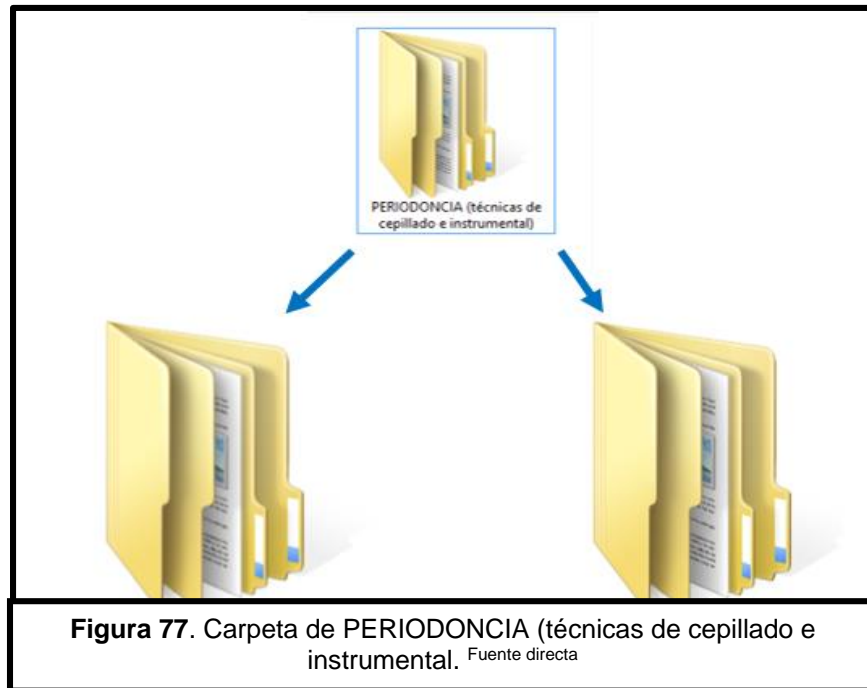 PERIODONCIA (técnicas de
cepillado e instrumental)
Figura 77. Carpeta de PERIODONCIA (técnicas de cepillado e
instrumental. Fuente directa